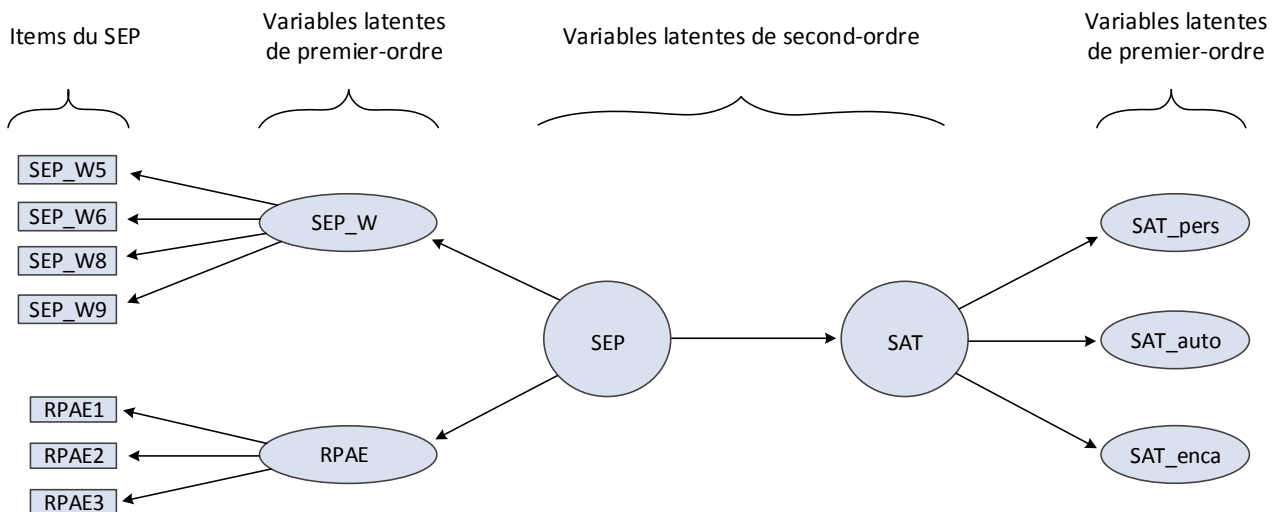 Items du SEP
Variables latentes
de premier-ordre
Variables latentes de second-ordre
Variables latentes
de premier-ordre
SEP_W5
SEP_W6
SEP_W8
SEP_W9
SEP_W
RPAE1
RPAE2
RPAE3
RPAE
SEP
SAT
SAT_pers
SAT_auto
SAT_enca